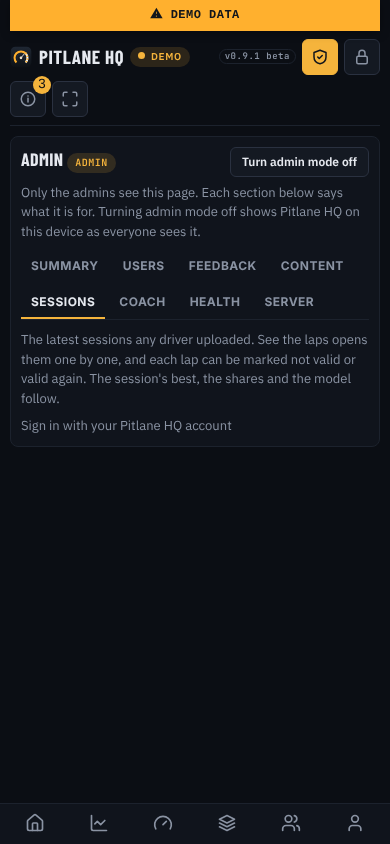 DEMO DATA
PITLANE HQ
DEMO
v0.9.1 beta
3
ADMIN
ADMIN
Turn admin mode off
Only the admins see this page. Each section below says
what it is for. Turning admin mode off shows Pitlane HQ on
this device as everyone sees it.
SUMMARY USERS FEEDBACK CONTENT
SESSIONS COACH HEALTH SERVER
The latest sessions any driver uploaded. See the laps opens
them one by one, and each lap can be marked not valid or
valid again. The session's best, the shares and the model
follow.
Sign in with your Pitlane HQ account